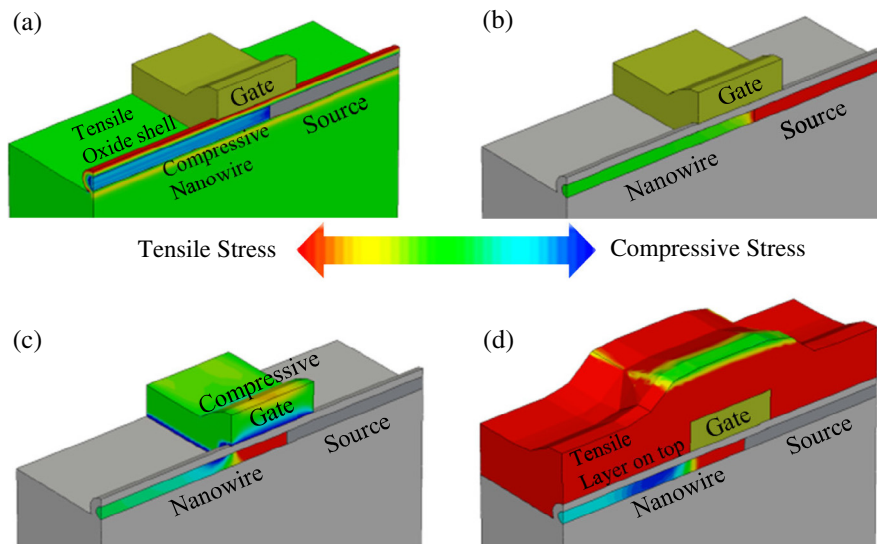 (a)
Gate
Tensile
Oxide shell
Compressive
Nanowire
Source
(b)
Gate
Nanowire
Source
Tensile Stress
Compressive Stress
(c)
Compressive
Gate
Source
Nanowire
(d)
Gate
Tensile
Layer on top
Source
Nanowire